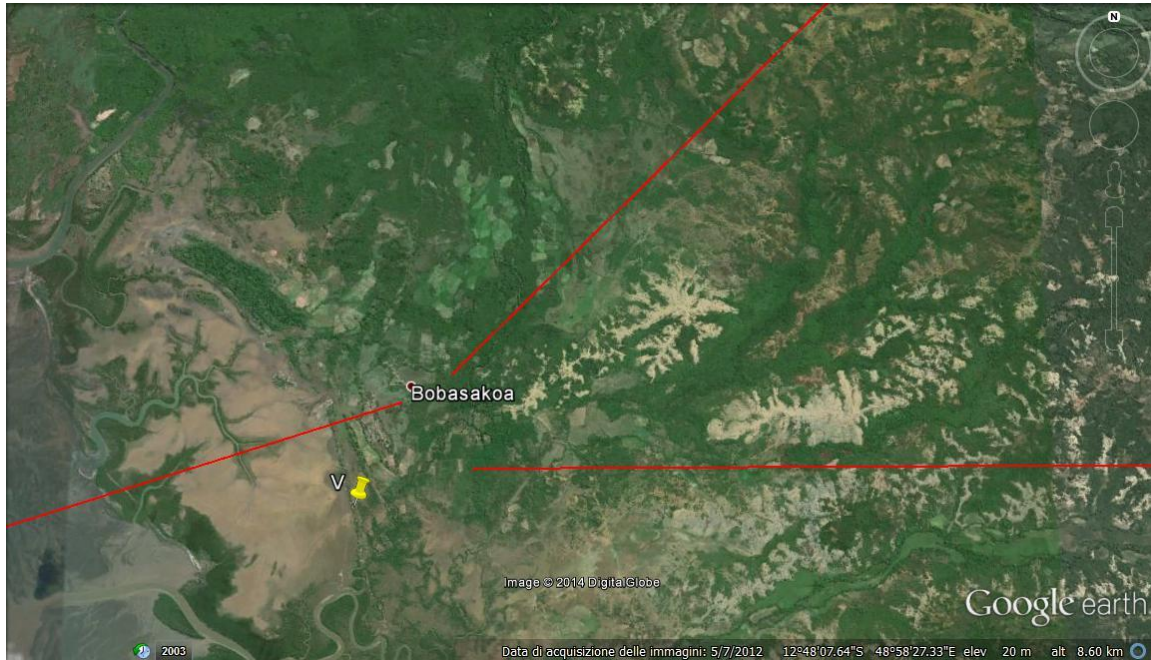 N
Bobasakoa
V
Image © 2014 DigitalGlobe
Google earth
2003
Data di acquisizione delle immagini: 5/7/2012 12°48'07.64"S 48°58'27.33"E elev 20 m alt 8.60 km